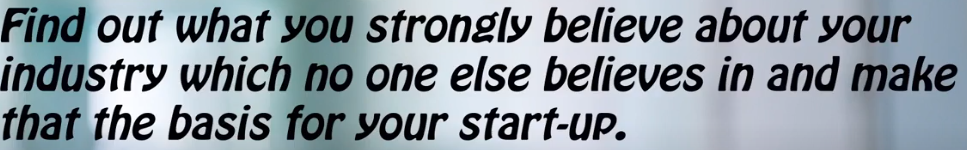 Find out what you strongly believe about your
industry which no one else believes in and make
that the basis for your start-up.